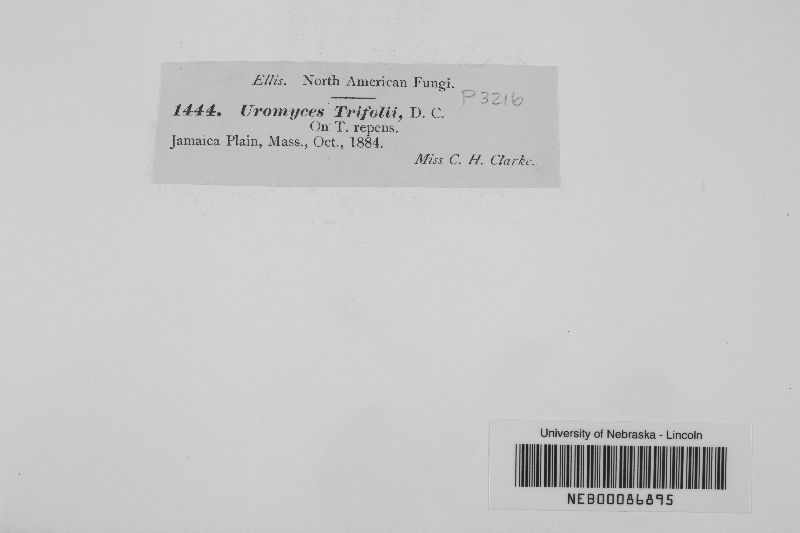 Ellis. North American Fungi.
P3216
1444. Uromyces Trifolii, D. C.
On T. repens.
Jamaica Plain, Mass., Oct., 1884.
Miss C. H. Clarke.
University of Nebraska - Lincoln
NEB00086895